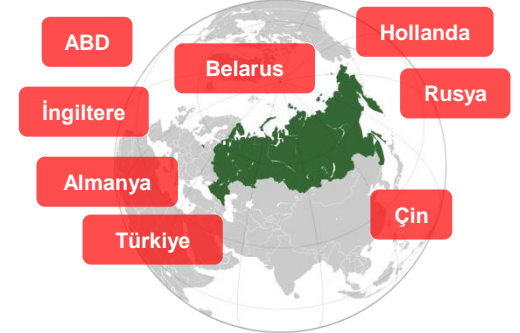 Hollanda
ABD
Belarus
Rusya
İngiltere
Almanya
Çin
Türkiye